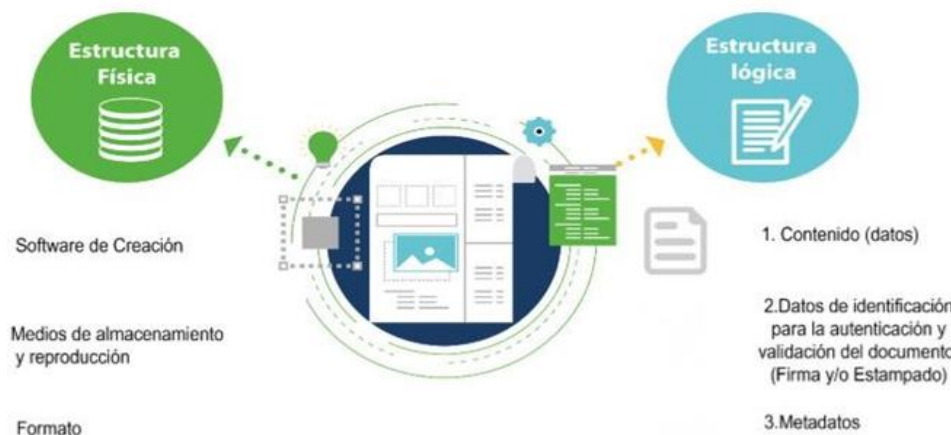 Estructura
Física
Estructura
lógica
Software de Creación
Medios de almacenamiento
y reproducción
Formato
1. Contenido (datos)
2.Datos de identificación
para la autenticación y
validación del documento
(Firma y/o Estampado)
3.Metadatos